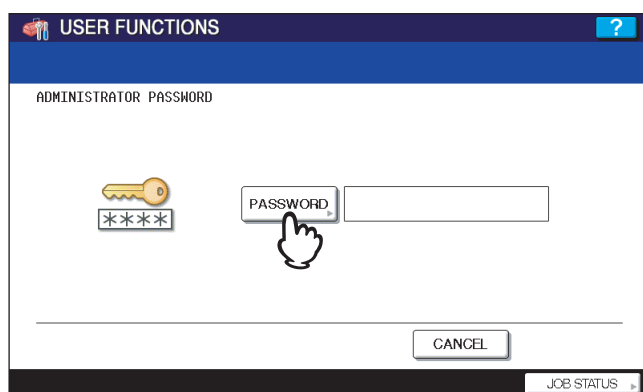 USER FUNCTIONS
?
ADMINISTRATOR PASSWORD
****
PASSWORD
CANCEL
JOB STATUS